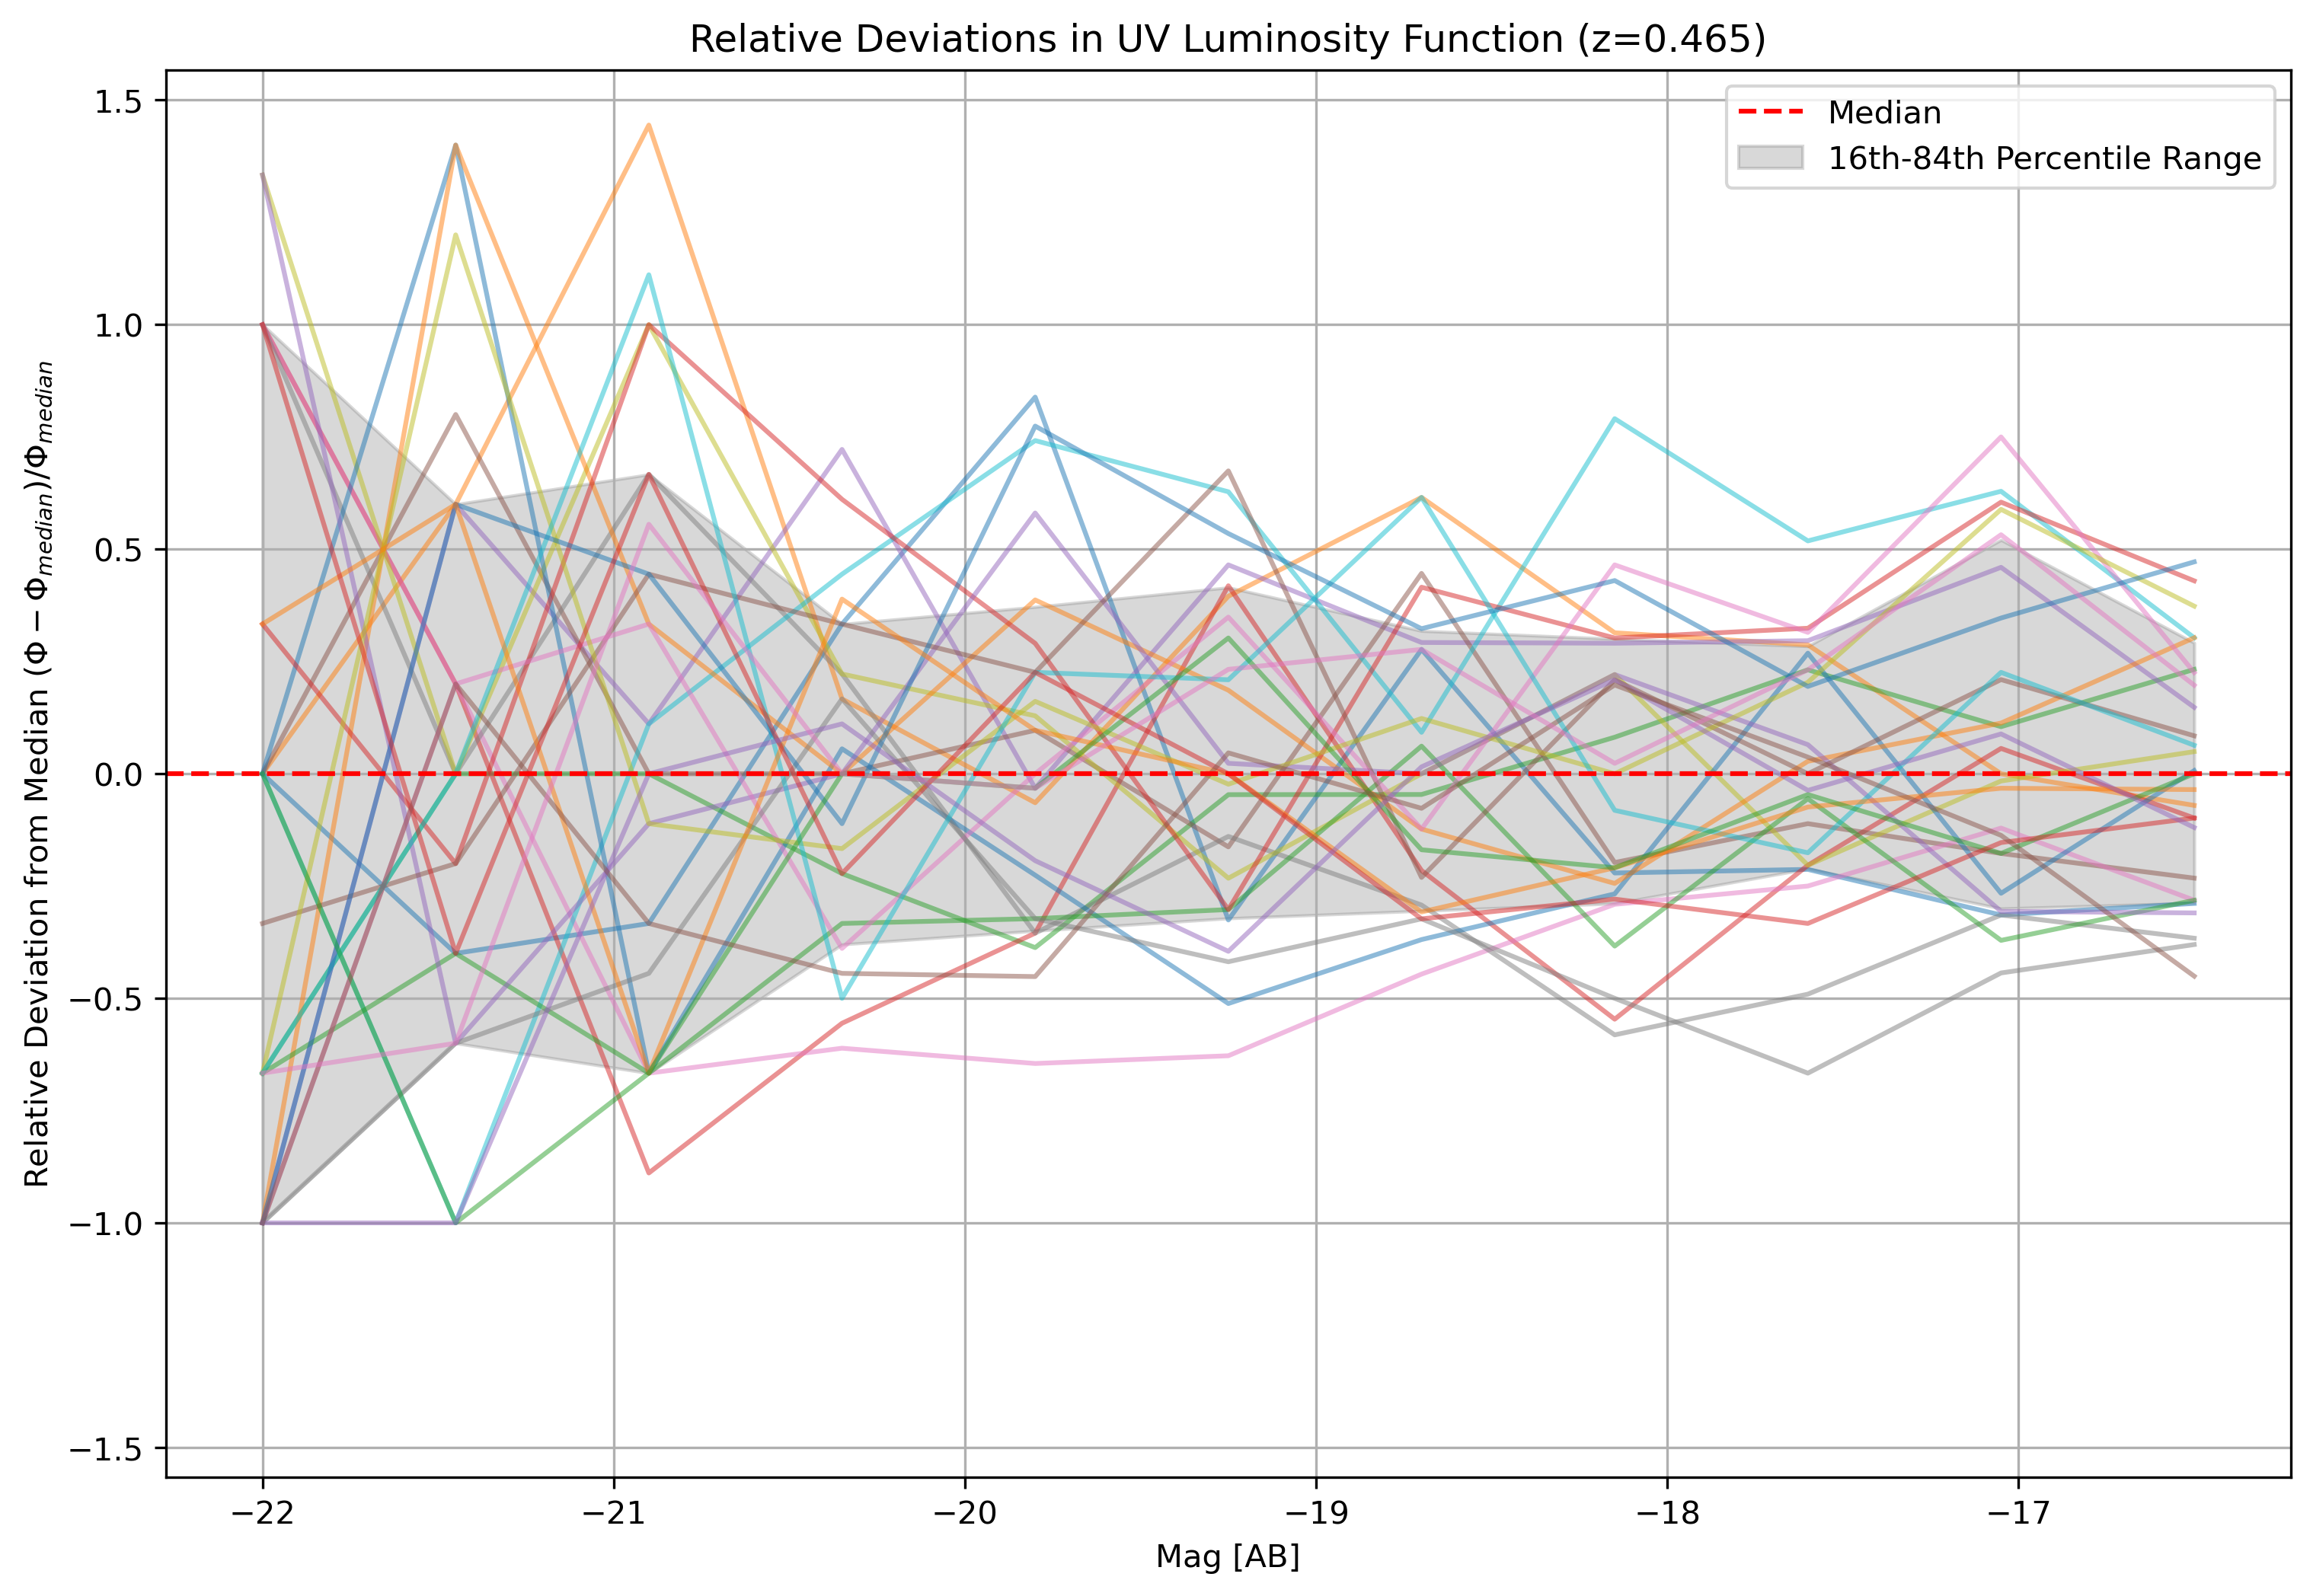 Relative Deviations in UV Luminosity Function (z=0.465)
Median
16th-84th Percentile Range
Relative Deviation from Median (Φ − Φmedian)/Φmedian
1.5
1.0
0.5
0.0
−0.5
−1.0
−1.5
−22
−21
−20
−19
−18
−17
Mag [AB]